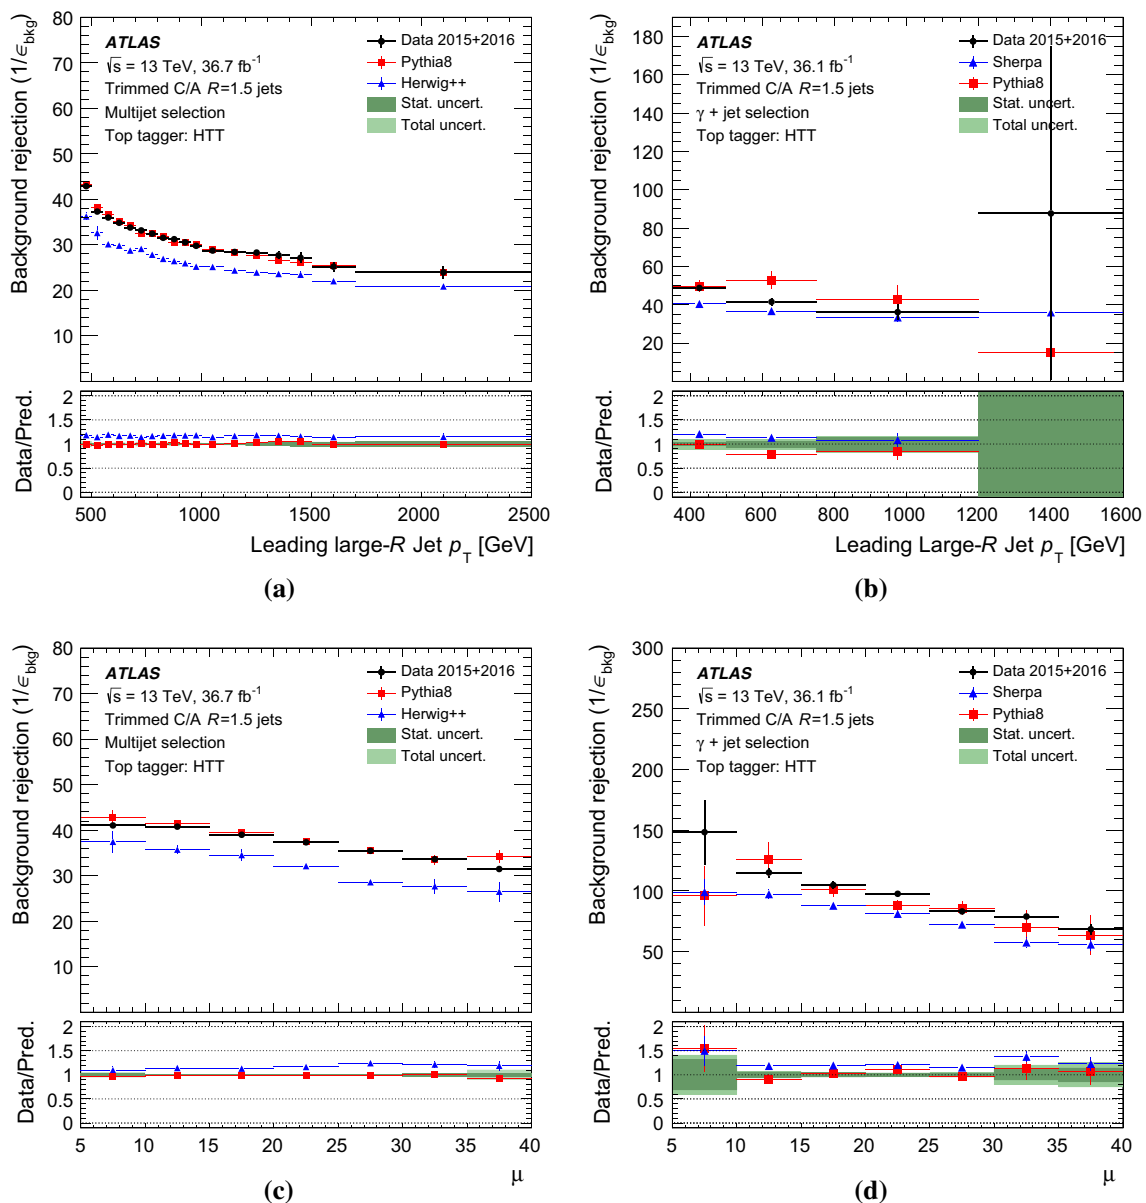 Background rejection (1/ϵbkg)
80
70
60
50
40
30
20
10
ATLAS
√s = 13 TeV, 36.7 fb-1
Trimmed C/A R=1.5 jets
Multijet selection
Top tagger: HTT
Data 2015+2016
Pythia8
Herwig++
Stat. uncert.
Total uncert.
Data/Pred.
2
1.5
1
0.5
0
500 1000 1500 2000 2500
Leading large-R Jet pT [GeV]
(a)
Background rejection (1/ϵbkg)
180
160
140
120
100
80
60
40
20
ATLAS
√s = 13 TeV, 36.1 fb-1
Trimmed C/A R=1.5 jets
γ + jet selection
Top tagger: HTT
Data 2015+2016
Sherpa
Pythia8
Stat. uncert.
Total uncert.
Data/Pred.
2
1.5
1
0.5
0
400 600 800 1000 1200 1400 1600
Leading Large-R Jet pT [GeV]
(b)
Background rejection (1/ϵbkg)
80
70
60
50
40
30
20
10
ATLAS
√s = 13 TeV, 36.7 fb-1
Trimmed C/A R=1.5 jets
Multijet selection
Top tagger: HTT
Data 2015+2016
Pythia8
Herwig++
Stat. uncert.
Total uncert.
Data/Pred.
2
1.5
1
0.5
0
5 10 15 20 25 30 35 40
μ
(c)
Background rejection (1/ϵbkg)
300
250
200
150
100
50
ATLAS
√s = 13 TeV, 36.1 fb-1
Trimmed C/A R=1.5 jets
γ + jet selection
Top tagger: HTT
Data 2015+2016
Sherpa
Pythia8
Stat. uncert.
Total uncert.
Data/Pred.
2
1.5
1
0.5
0
5 10 15 20 25 30 35 40
μ
(d)